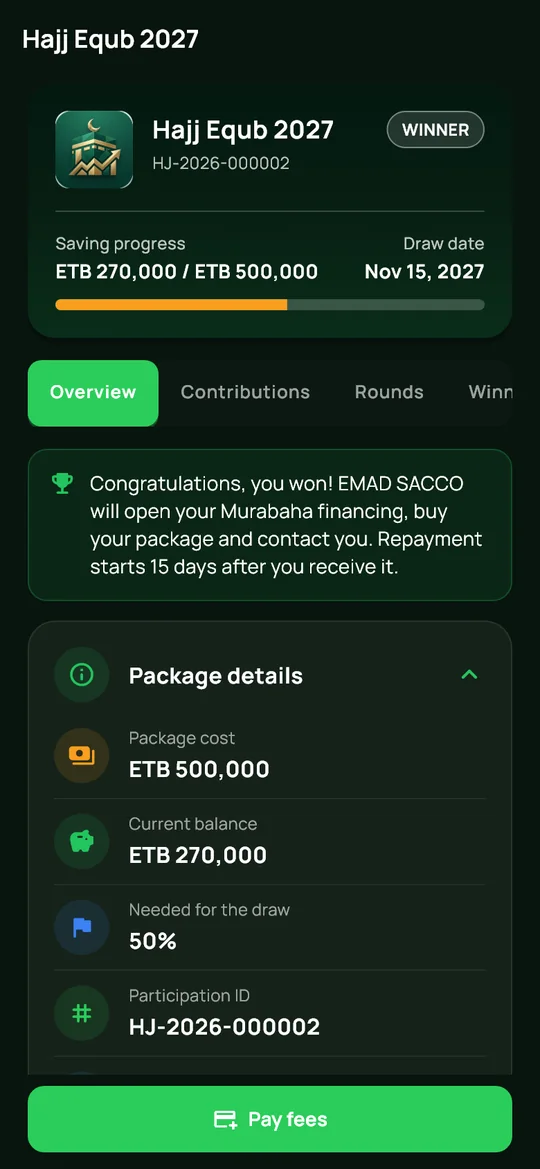 Hajj Equb 2027
Hajj Equb 2027
WINNER
HJ-2026-000002
Saving progress
Draw date
ETB 270,000 / ETB 500,000
Nov 15, 2027
Overview
Contributions
Rounds
Winn
Congratulations, you won! EMAD SACCO
will open your Murabaha financing, buy
your package and contact you. Repayment
starts 15 days after you receive it.
Package details
Package cost
ETB 500,000
Current balance
ETB 270,000
Needed for the draw
50%
Participation ID
HJ-2026-000002
Pay fees